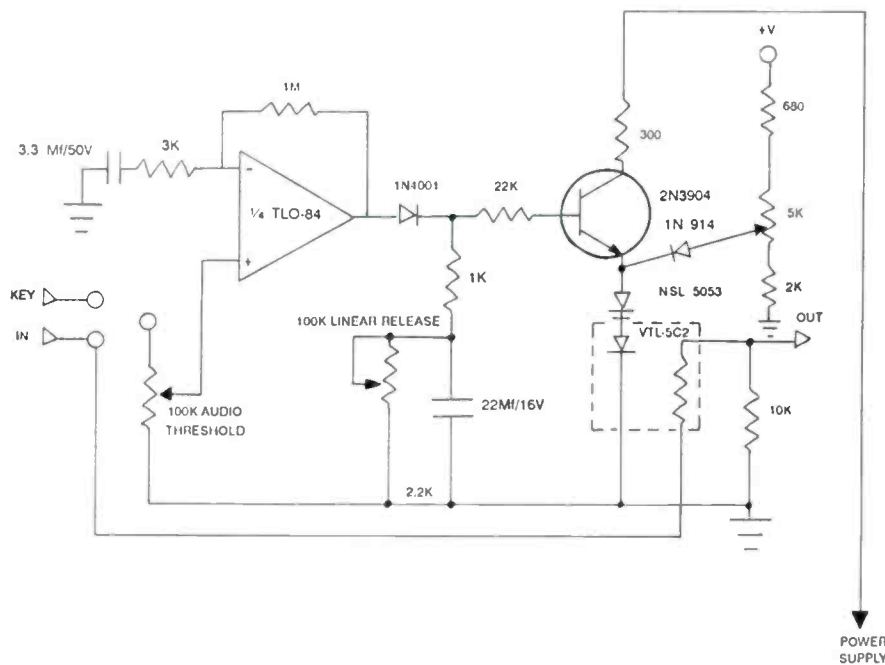 +V
1M
680
3.3 Mf/50V
3K
300
1N4001
22K
2N3904
¼ TLO-84
1N 914
5K
-
+
1K
NSL 5053
2K
KEY
IN
100K LINEAR RELEASE
VTL-5C2
OUT
100K AUDIO
THRESHOLD
22Mf/16V
10K
2.2K
POWER
SUPPLY